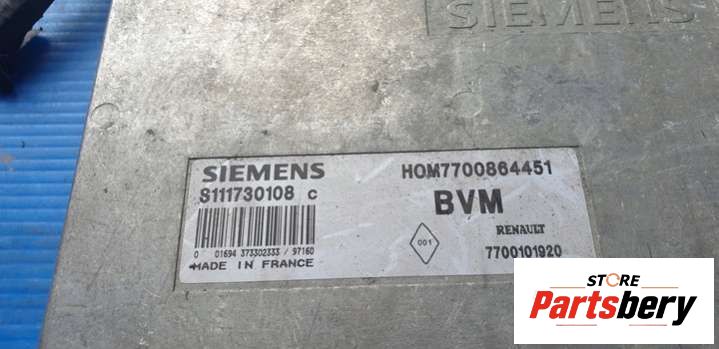 SIEMENS
SIEMENS
S111730108 C
HOM7700864451
BVM
RENAULT
001
7700101920
0 01694 373302333 / 97160
MADE IN FRANCE
STORE
Partsbery